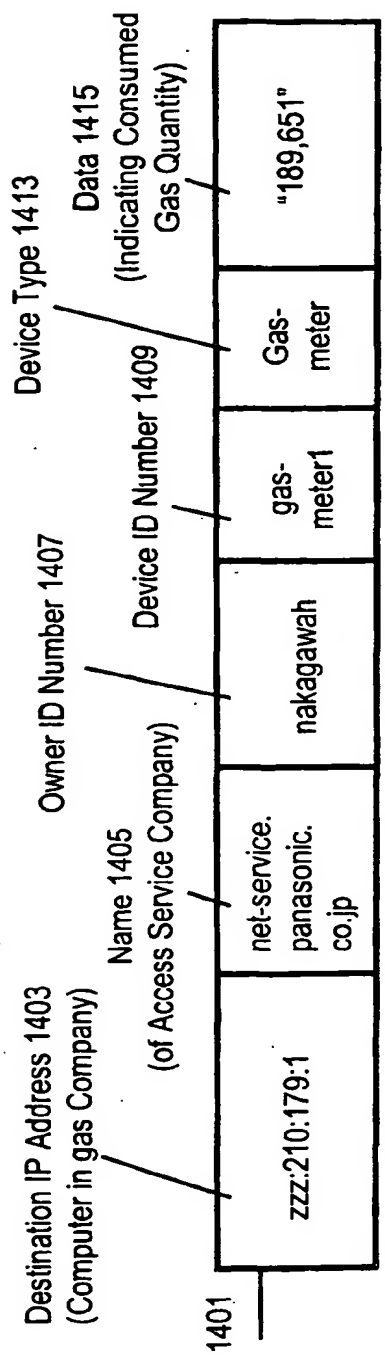 Destination IP Address 1403
(Computer in gas Company)
Name 1405
(of Access Service Company)
Owner ID Number 1407
Device ID Number 1409
Device Type 1413
Data 1415
(Indicating Consumed
Gas Quantity)
1401
zzz:210:179:1
net-service.
panasonic.
co.jp
nakagawah
gas-
meter1
Gas-
meter
"189,651"